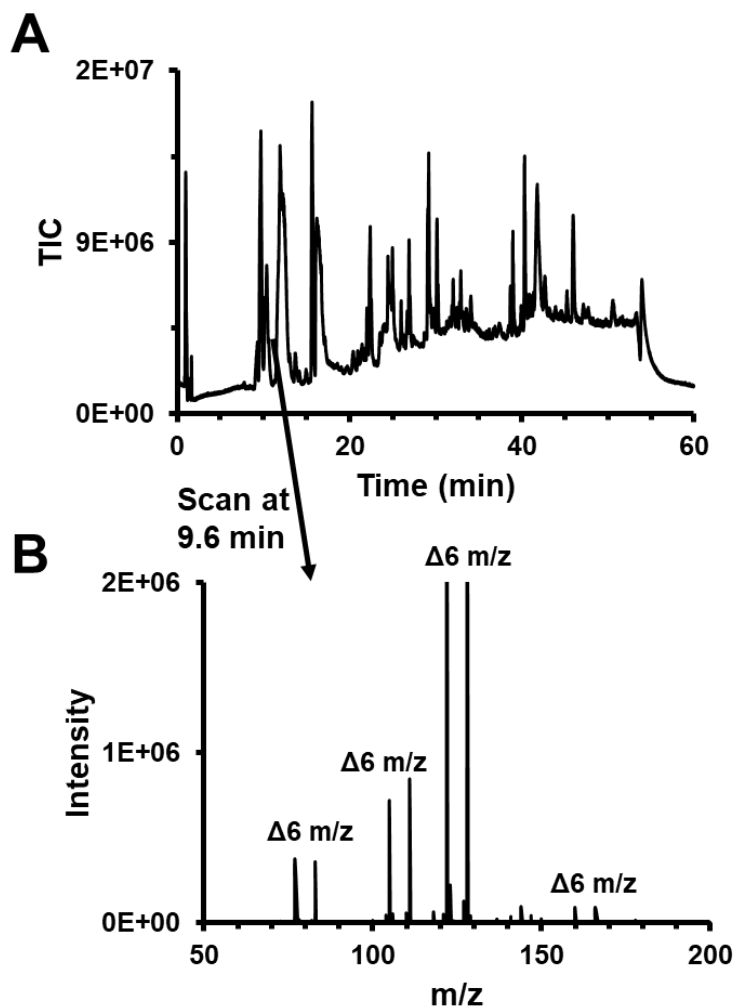 A
2E+07
9E+06
0E+00
TIC
0
20
40
60
Time (min)
Scan at
9.6 min
B
Δ6 m/z
2E+06
1E+06
0E+00
Intensity
Δ6 m/z
Δ6 m/z
Δ6 m/z
50
100
150
200
m/z